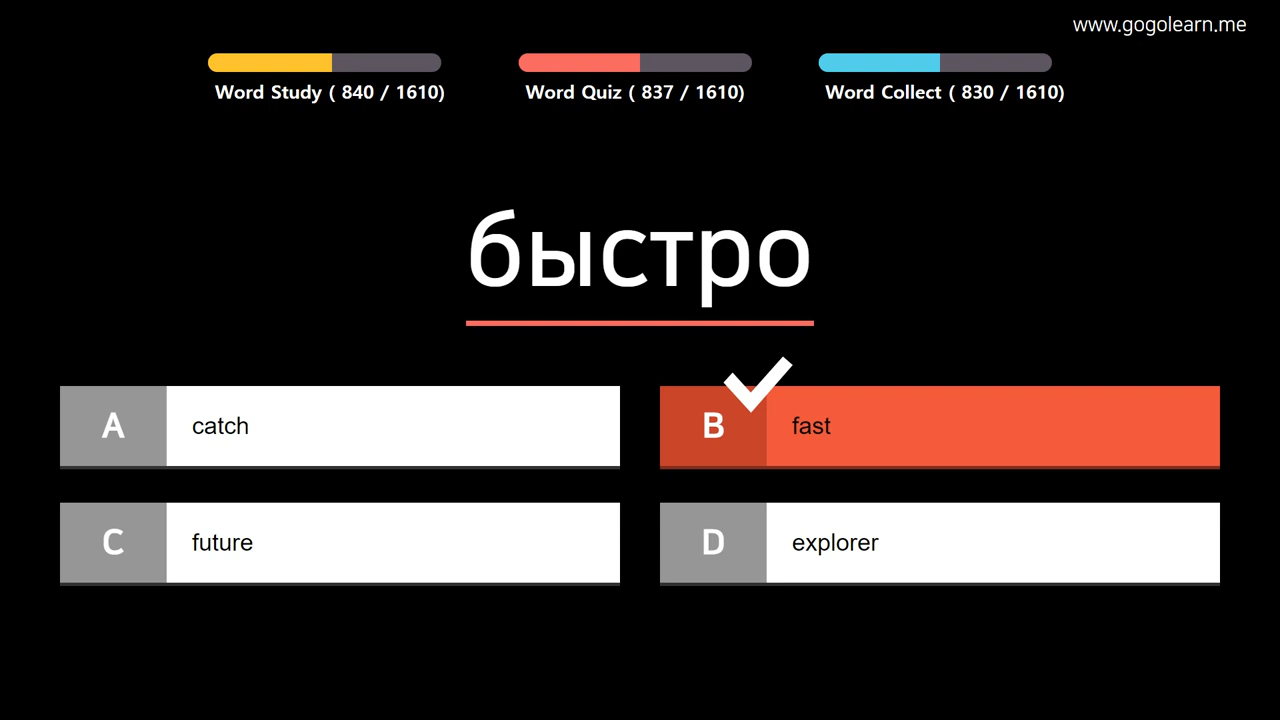 www.gogolearn.me
Word Study ( 840 / 1610)
Word Quiz ( 837 / 1610)
Word Collect ( 830 / 1610)
быстро
A catch
B fast
C future
D explorer